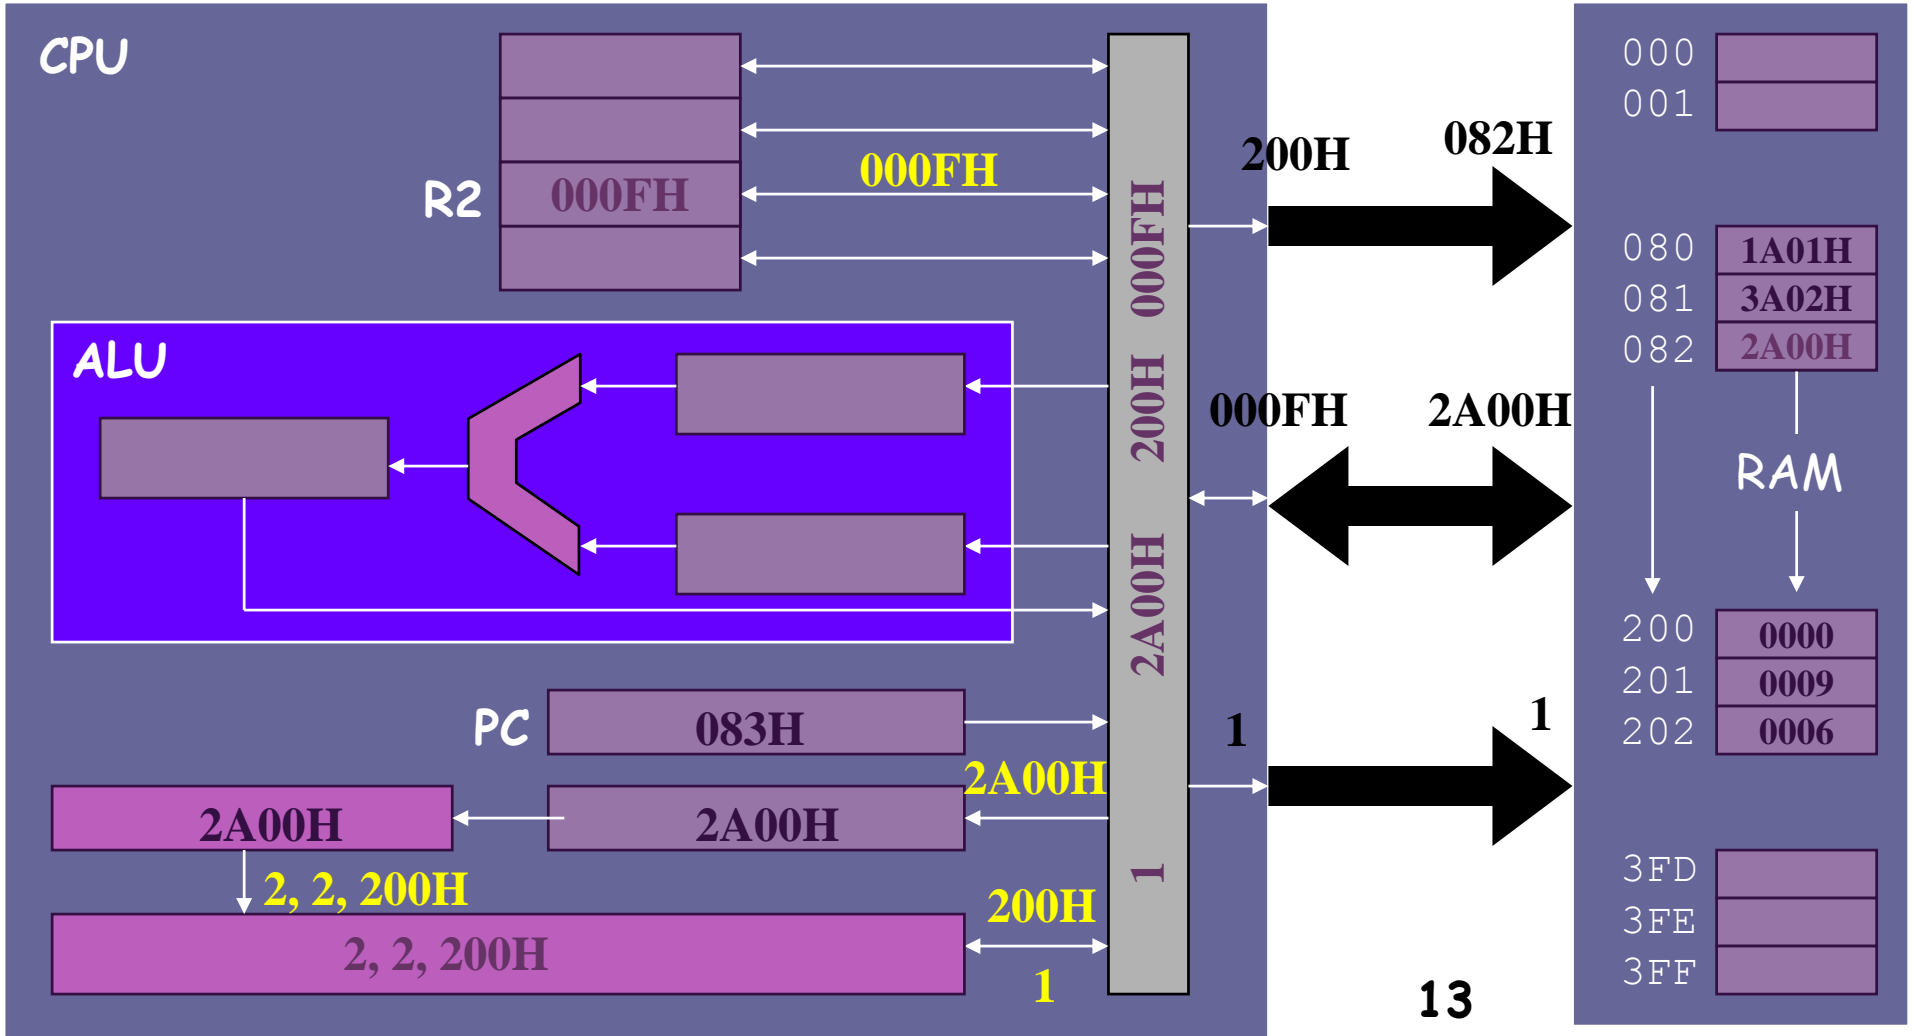 CPU
R2
000FH
000FH
ALU
PC
083H
2A00H
2A00H
2A00H
2, 2, 200H
2, 2, 200H
200H
1
000FH
200H
2A00H
1
200H
082H
000FH
2A00H
1
1
13
000
001
080
1A01H
081
3A02H
082
2A00H
RAM
200
0000
201
0009
202
0006
3FD
3FE
3FF